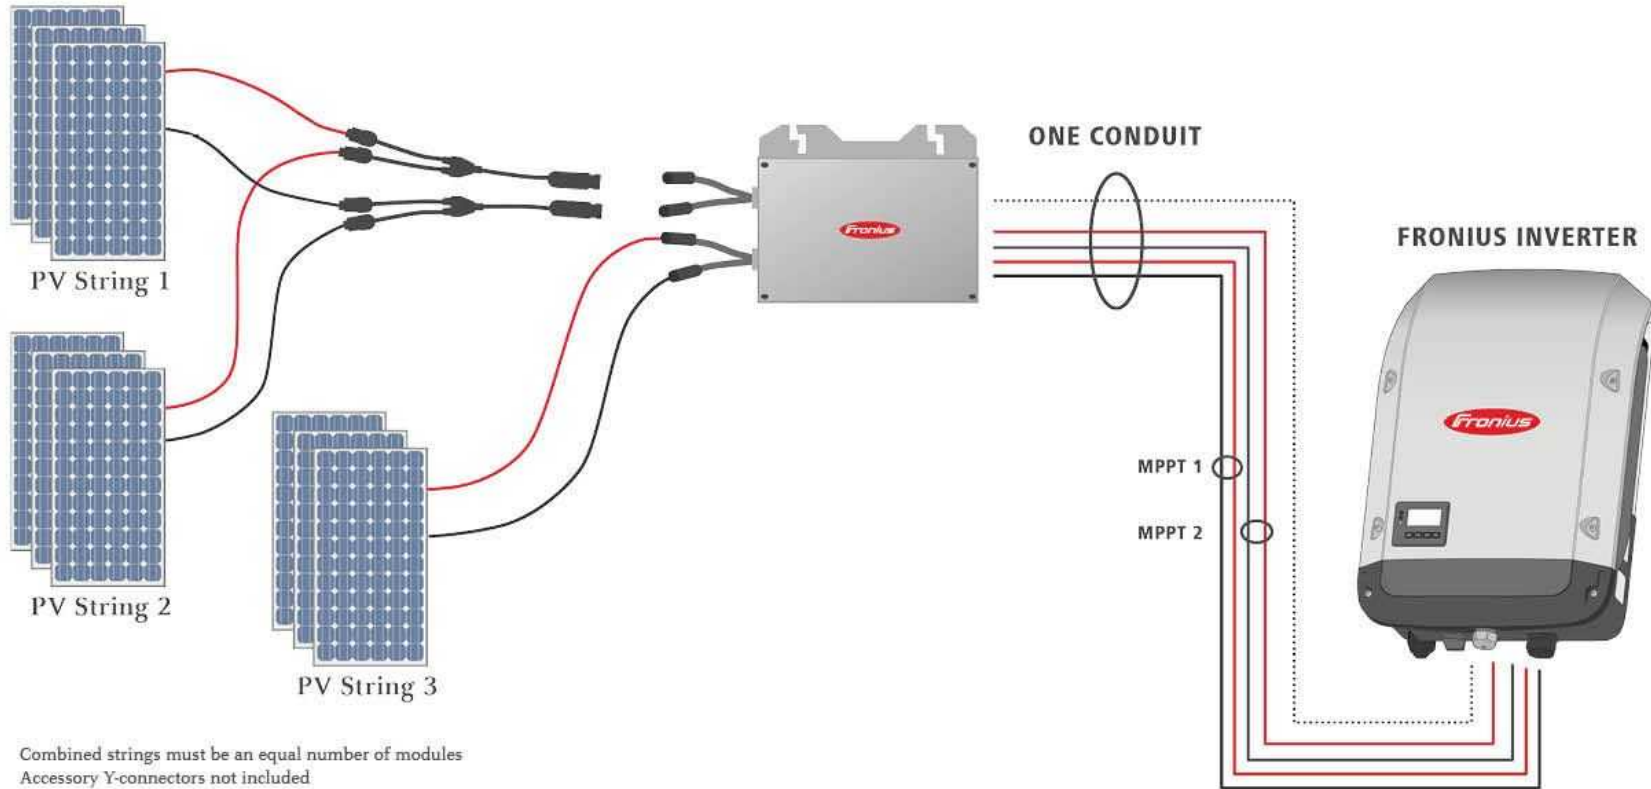 ONE CONDUIT
Fronius
FRONIUS INVERTER
PV String 1
Fronius
MPPT 1
MPPT 2
PV String 2
PV String 3
Combined strings must be an equal number of modules
Accessory Y-connectors not included